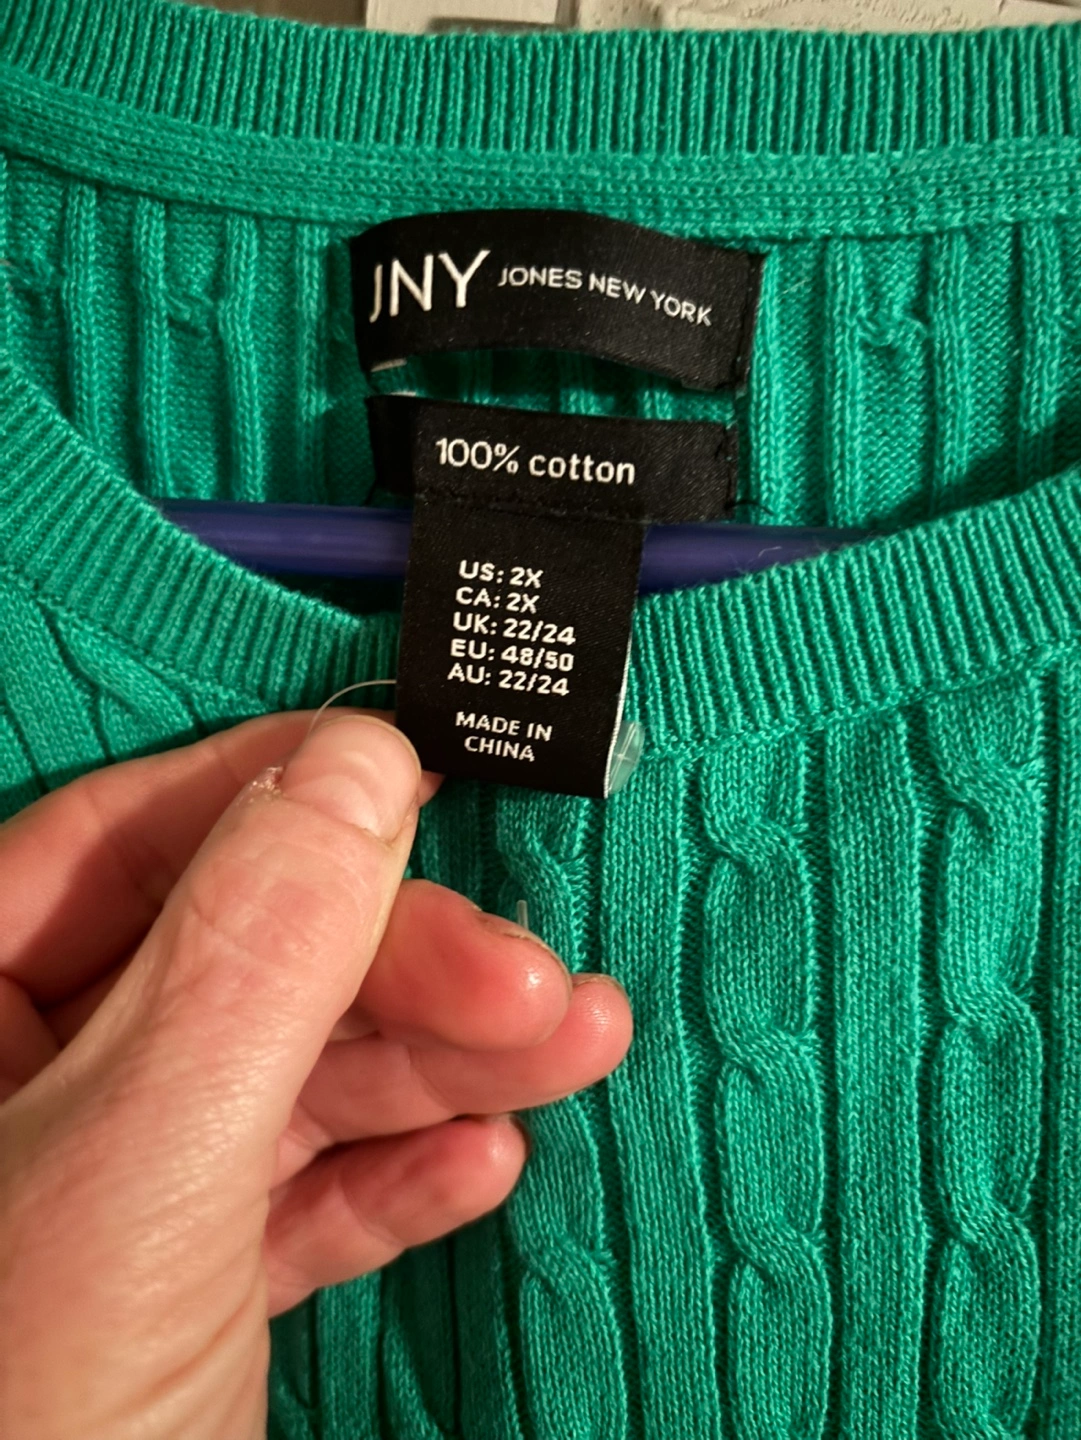 JNY JONES NEW YORK
100% cotton
US: 2X
CA: 2X
UK: 22/24
EU: 48/50
AU: 22/24
MADE IN
CHINA